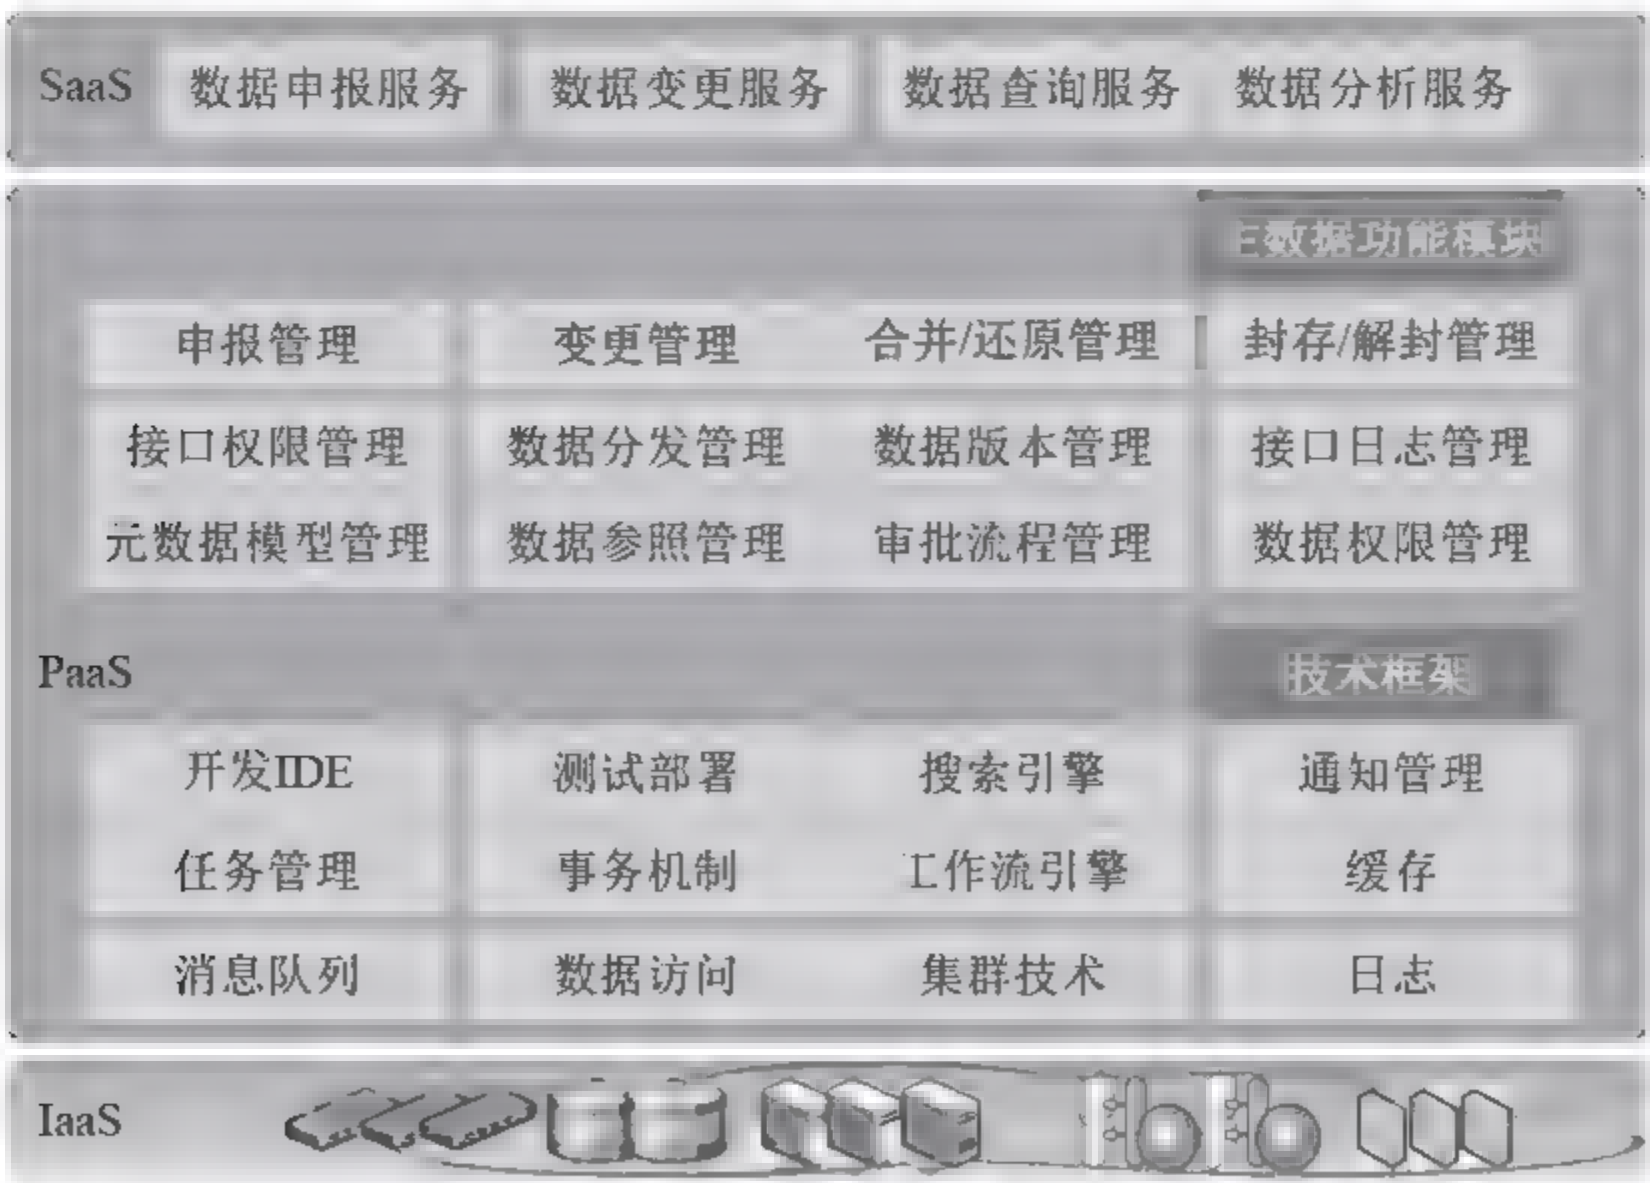 SaaS 数据申报服务 数据变更服务 数据查询服务 数据分析服务
主数据功能模块
申报管理 变更管理 合并/还原管理 封存/解封管理
接口权限管理 数据分发管理 数据版本管理 接口日志管理
元数据模型管理 数据参照管理 审批流程管理 数据权限管理
PaaS 技术框架
开发IDE 测试部署 搜索引擎 通知管理
任务管理 事务机制 工作流引擎 缓存
消息队列 数据访问 集群技术 日志
IaaS